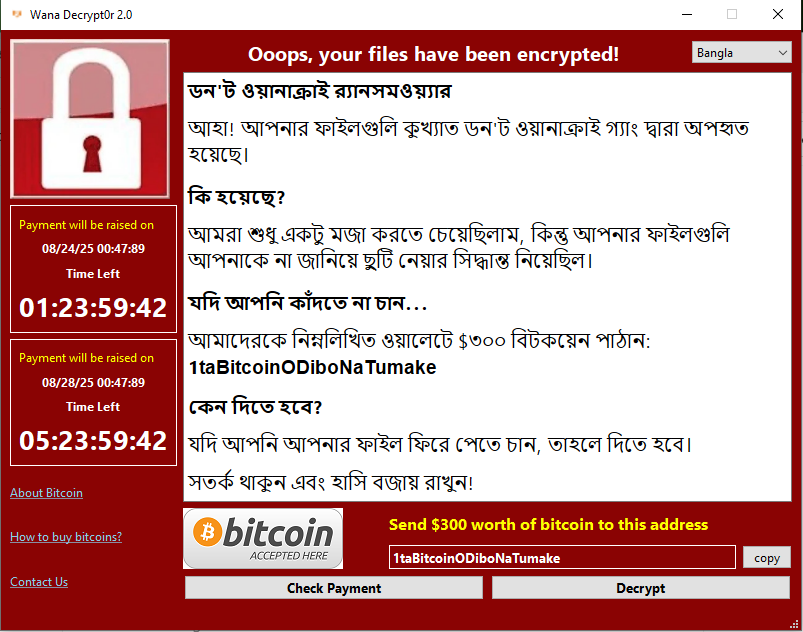 Wana Decrypt0r 2.0
Ooops, your files have been encrypted!
Bangla
Payment will be raised on
08/24/25 00:47:89
Time Left
01:23:59:42
Payment will be raised on
08/28/25 00:47:89
Time Left
05:23:59:42
About Bitcoin
How to buy bitcoins?
Contact Us
ডন'ট ওয়ানাক্রাই র‍্যানসমওয়্যার
আহা! আপনার ফাইলগুলি কুখ্যাত ডন'ট ওয়ানাক্রাই গ্যাং দ্বারা অপহৃত
হয়েছে।
কি হয়েছে?
আমরা শুধু একটু মজা করতে চেয়েছিলাম, কিন্তু আপনার ফাইলগুলি
আপনাকে না জানিয়ে ছুটি নেয়ার সিদ্ধান্ত নিয়েছিল।
যদি আপনি কাঁদতে না চান...
আমাদেরকে নিম্নলিখিত ওয়ালেটে $৩০০ বিটকয়েন পাঠান:
1taBitcoinODiboNaTumake
কেন দিতে হবে?
যদি আপনি আপনার ফাইল ফিরে পেতে চান, তাহলে দিতে হবে।
সতর্ক থাকুন এবং হাসি বজায় রাখুন!
bitcoin
ACCEPTED HERE
Send $300 worth of bitcoin to this address
1taBitcoinODiboNaTumake
copy
Check Payment
Decrypt